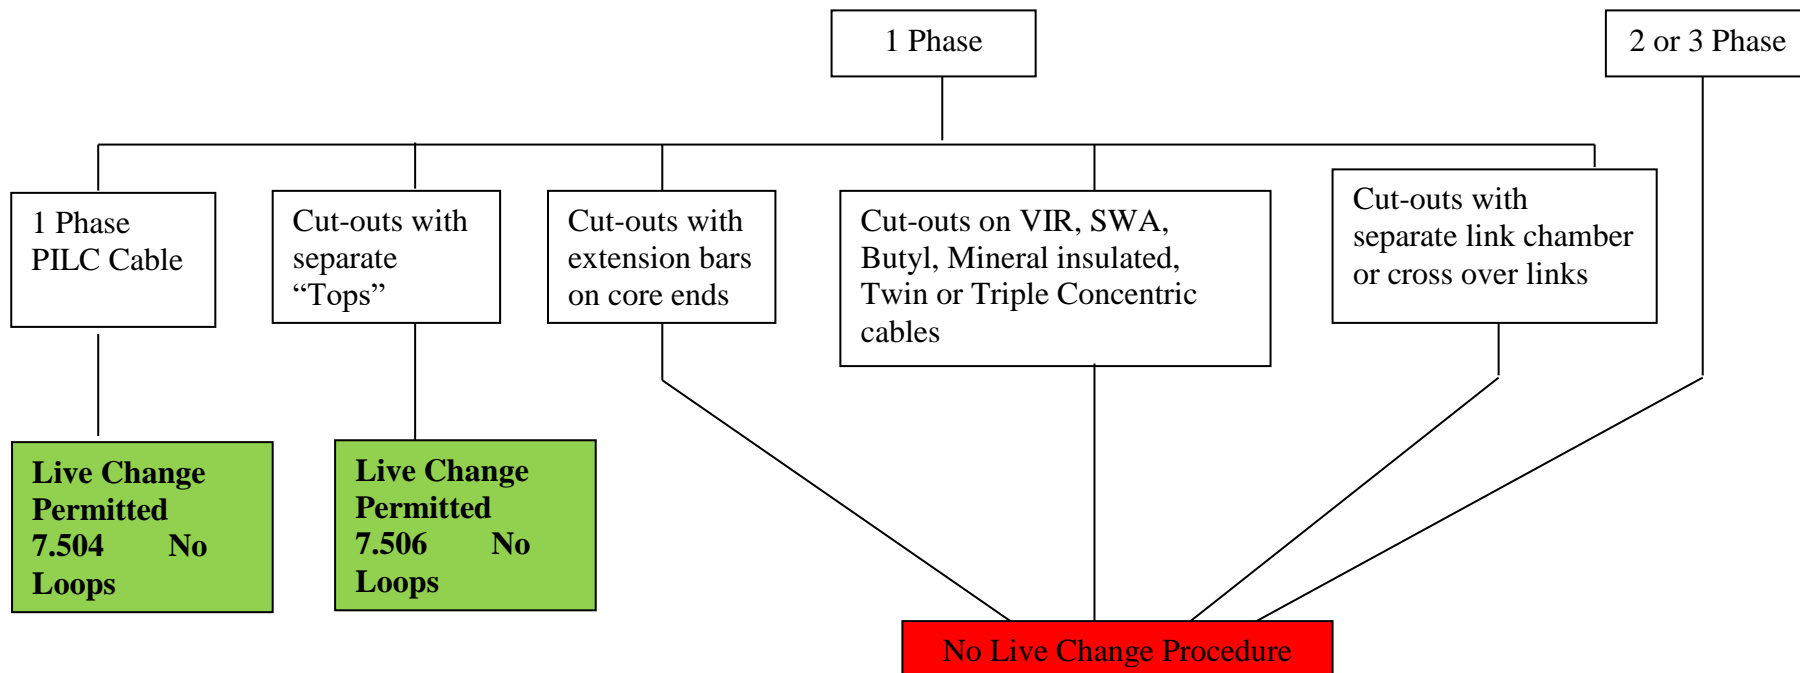 1 Phase
2 or 3 Phase
1 Phase
PILC Cable
Cut-outs with
separate
“Tops”
Cut-outs with
extension bars
on core ends
Cut-outs on VIR, SWA,
Butyl, Mineral insulated,
Twin or Triple Concentric
cables
Cut-outs with
separate link chamber
or cross over links
Live Change
Permitted
7.504 No
Loops
Live Change
Permitted
7.506 No
Loops
No Live Change Procedure